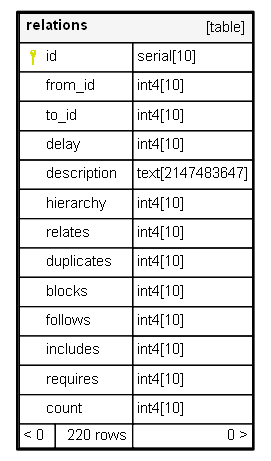 relations [table]
id serial[10]
from_id int4[10]
to_id int4[10]
delay int4[10]
description text[2147483647]
hierarchy int4[10]
relates int4[10]
duplicates int4[10]
blocks int4[10]
follows int4[10]
includes int4[10]
requires int4[10]
count int4[10]
< 0 220 rows 0 >